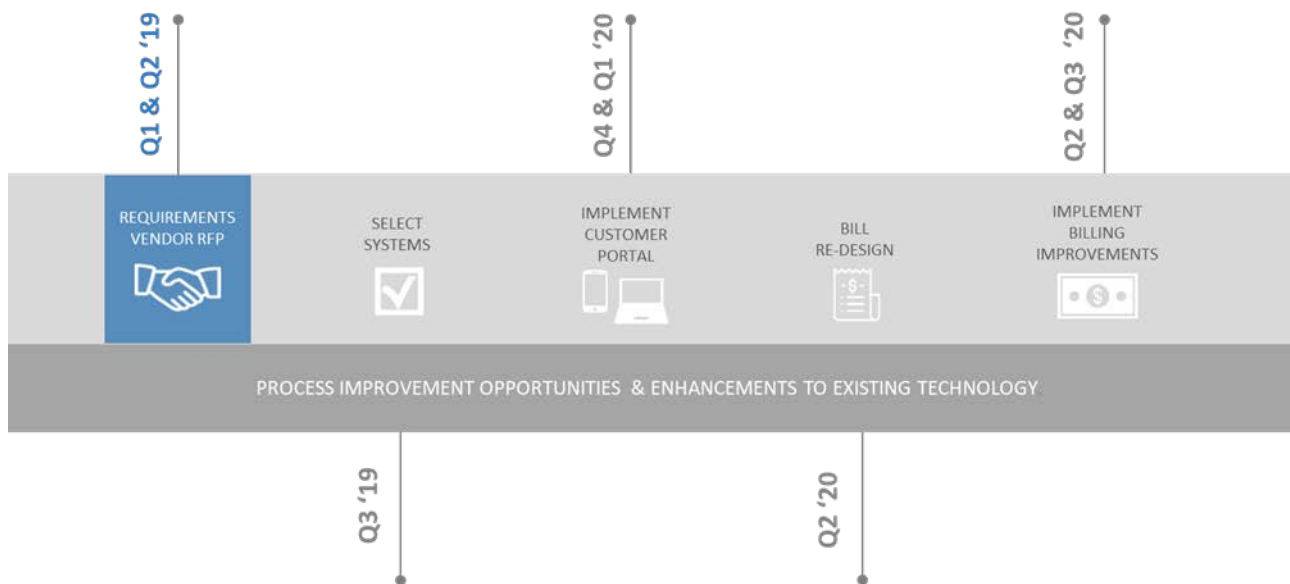 Q1 & Q2 ‘19
Q4 & Q1 ‘20
Q2 & Q3 ‘20
REQUIREMENTS
VENDOR RFP
SELECT
SYSTEMS
IMPLEMENT
CUSTOMER
PORTAL
BILL
RE-DESIGN
-$-
IMPLEMENT
BILLING
IMPROVEMENTS
$
PROCESS IMPROVEMENT OPPORTUNITIES & ENHANCEMENTS TO EXISTING TECHNOLOGY.
Q3 ‘19
Q2 ‘20